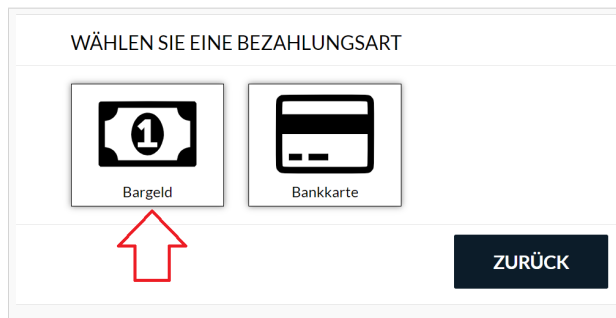 WÄHLEN SIE EINE BEZAHLUNGSART
1
Bargeld
Bankkarte
ZURÜCK